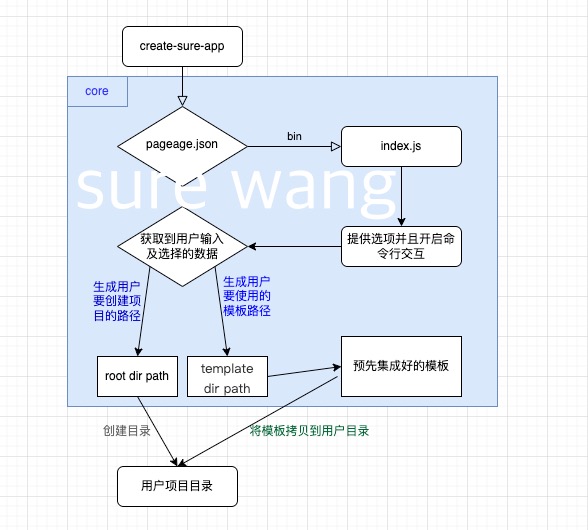 create-sure-app
core
pageage.json
bin
index.js
sure wang
获取到用户输入
及选择的数据
提供选项并且开启命
令行交互
生成用户
要创建项
目的路径
生成用户
要使用的
模板路径
root dir path
template
dir path
预先集成好的模板
创建目录
将模板拷贝到用户目录
用户项目目录